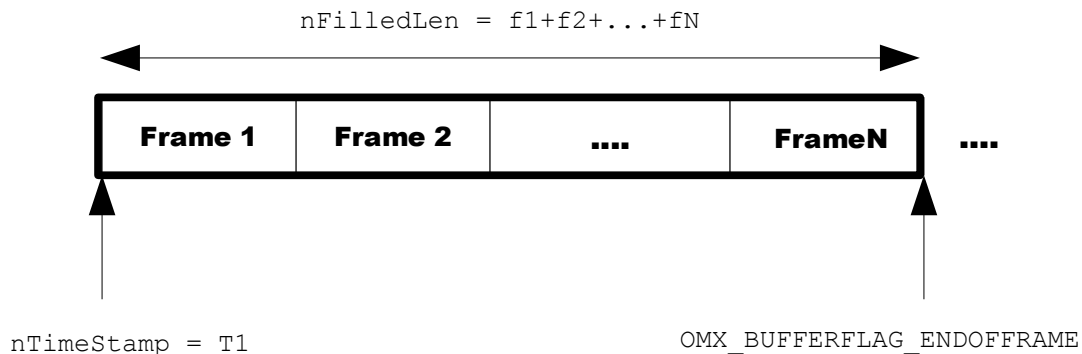 nFilledLen = f1+f2+...+fN
Frame 1 Frame 2 .... FrameN ....
nTimeStamp = T1 OMX_BUFFERFLAG_ENDOFFRAME